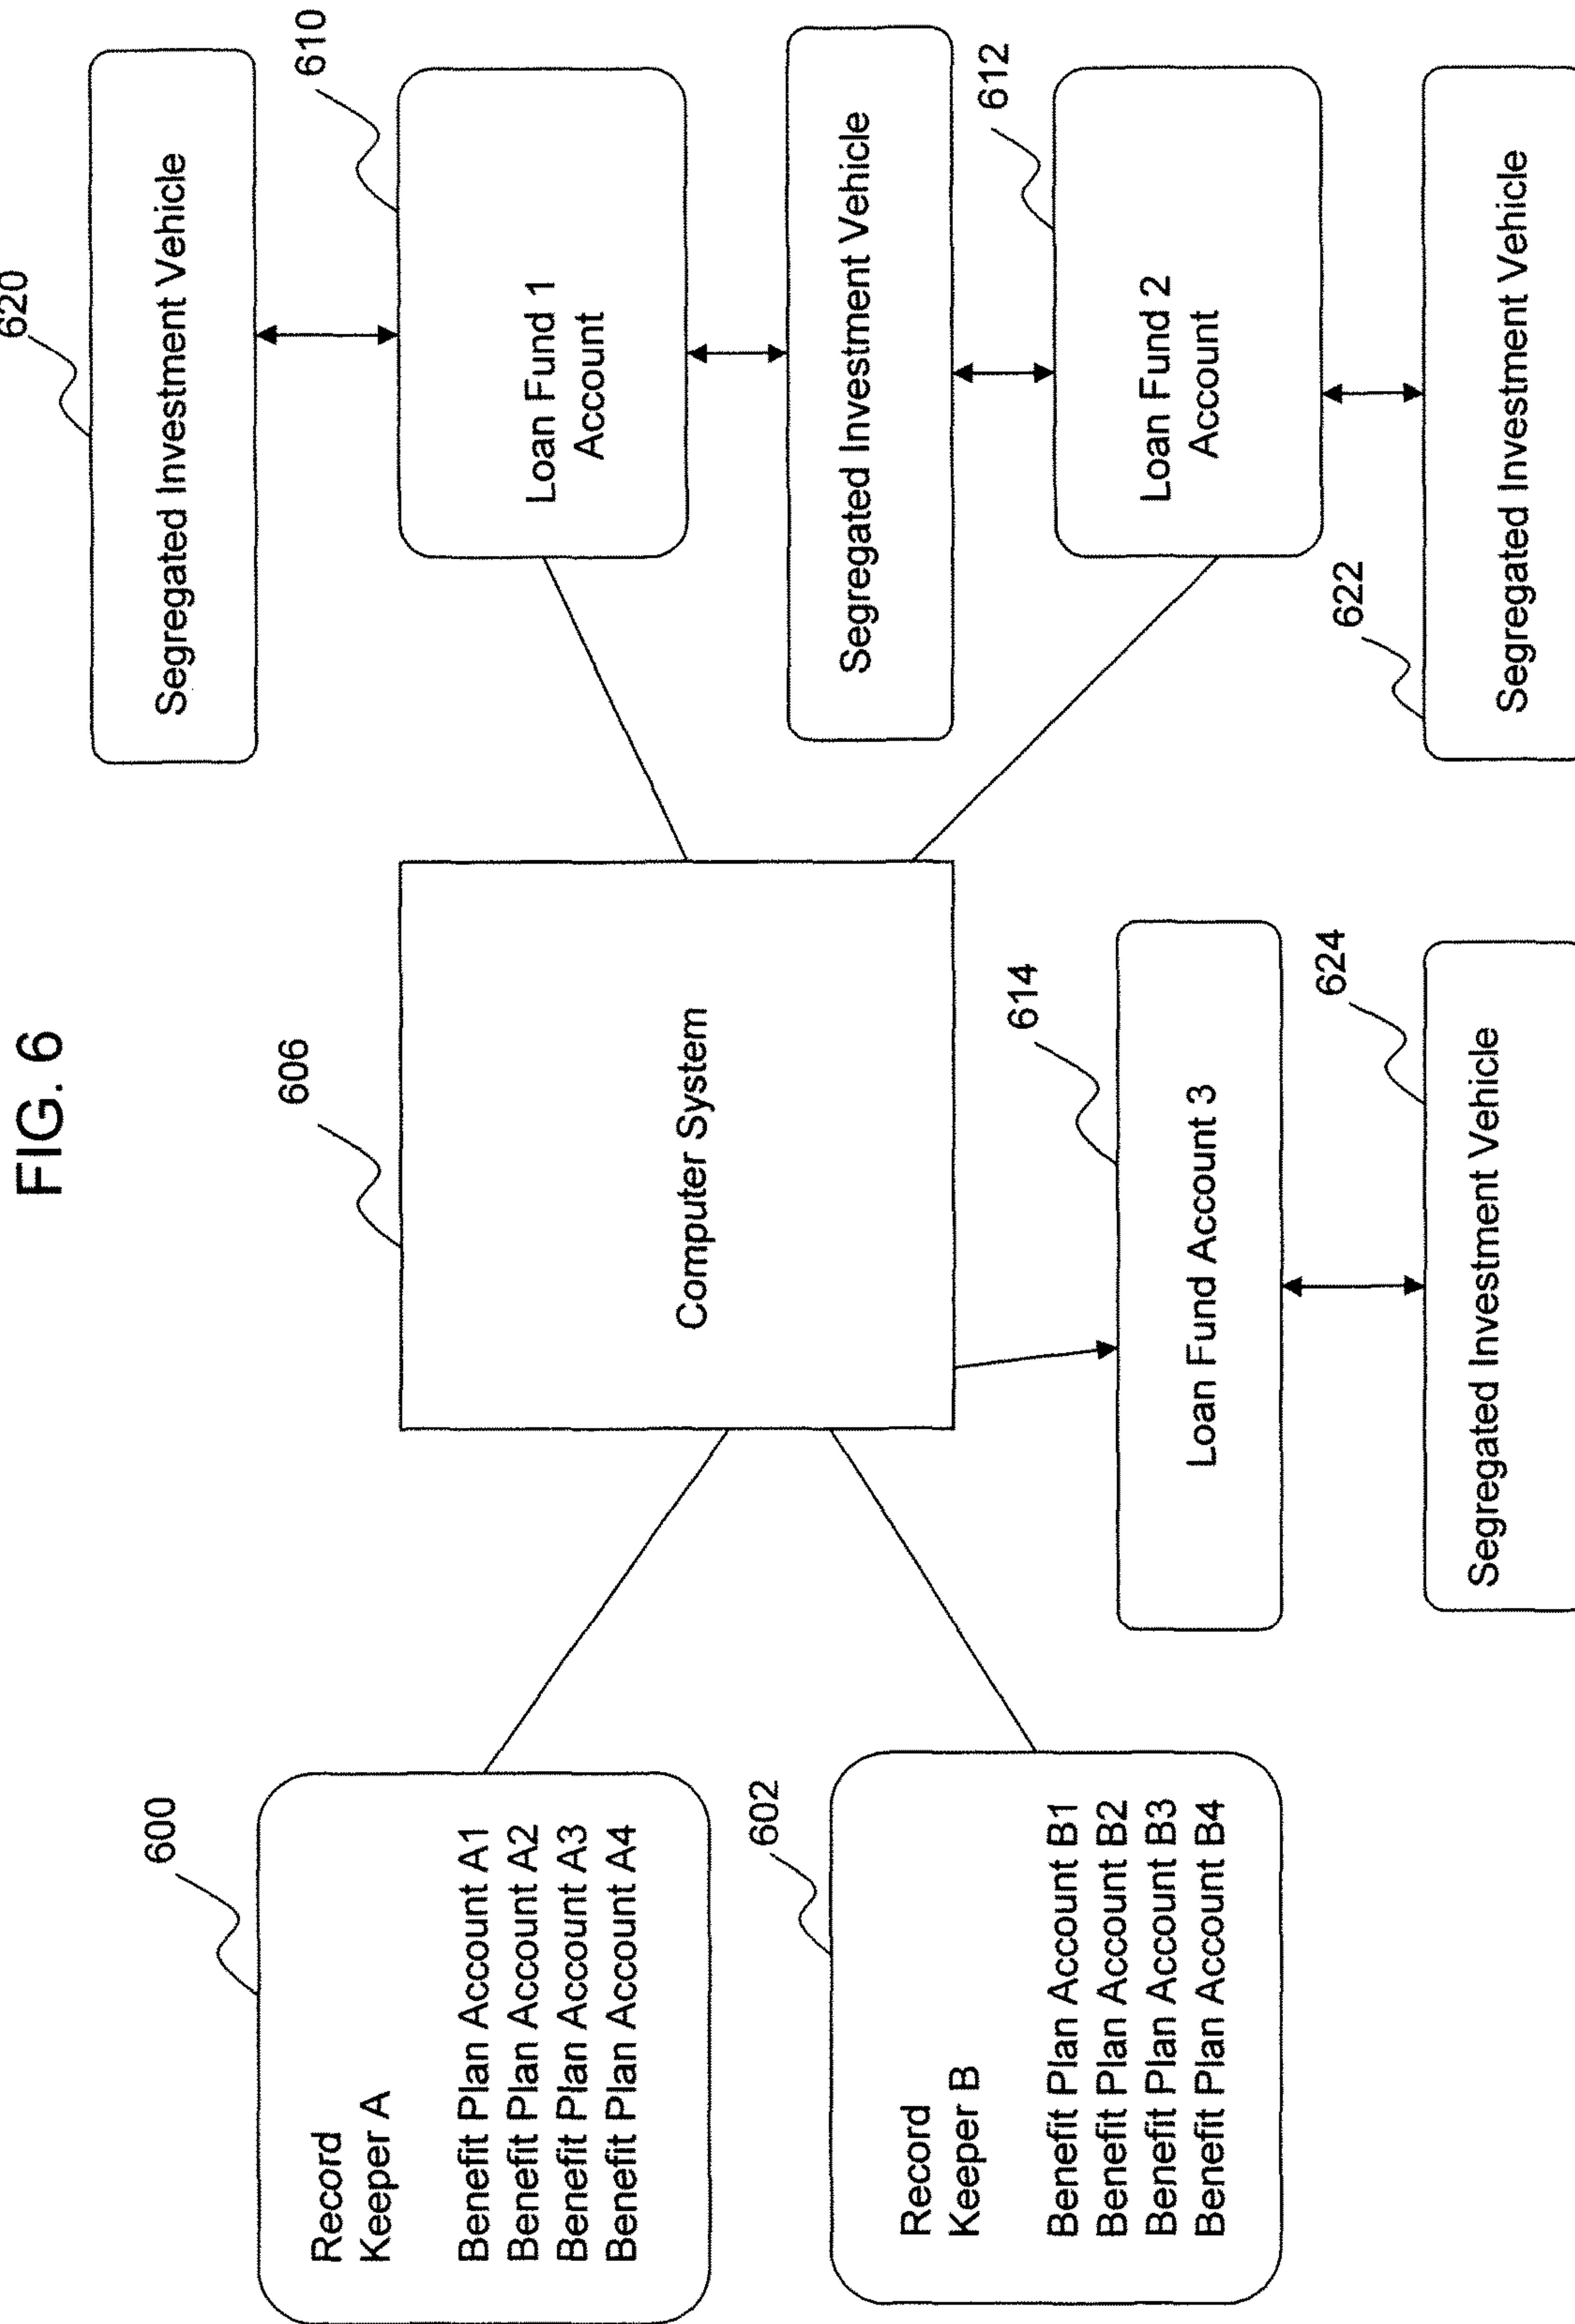 FIG. 6
600
Record
Keeper A
Benefit Plan Account A1
Benefit Plan Account A2
Benefit Plan Account A3
Benefit Plan Account A4
602
Record
Keeper B
Benefit Plan Account B1
Benefit Plan Account B2
Benefit Plan Account B3
Benefit Plan Account B4
606
Computer System
614
Loan Fund Account 3
624
Segregated Investment Vehicle
620
Segregated Investment Vehicle
610
Loan Fund 1
Account
Segregated Investment Vehicle
612
Loan Fund 2
Account
622
Segregated Investment Vehicle